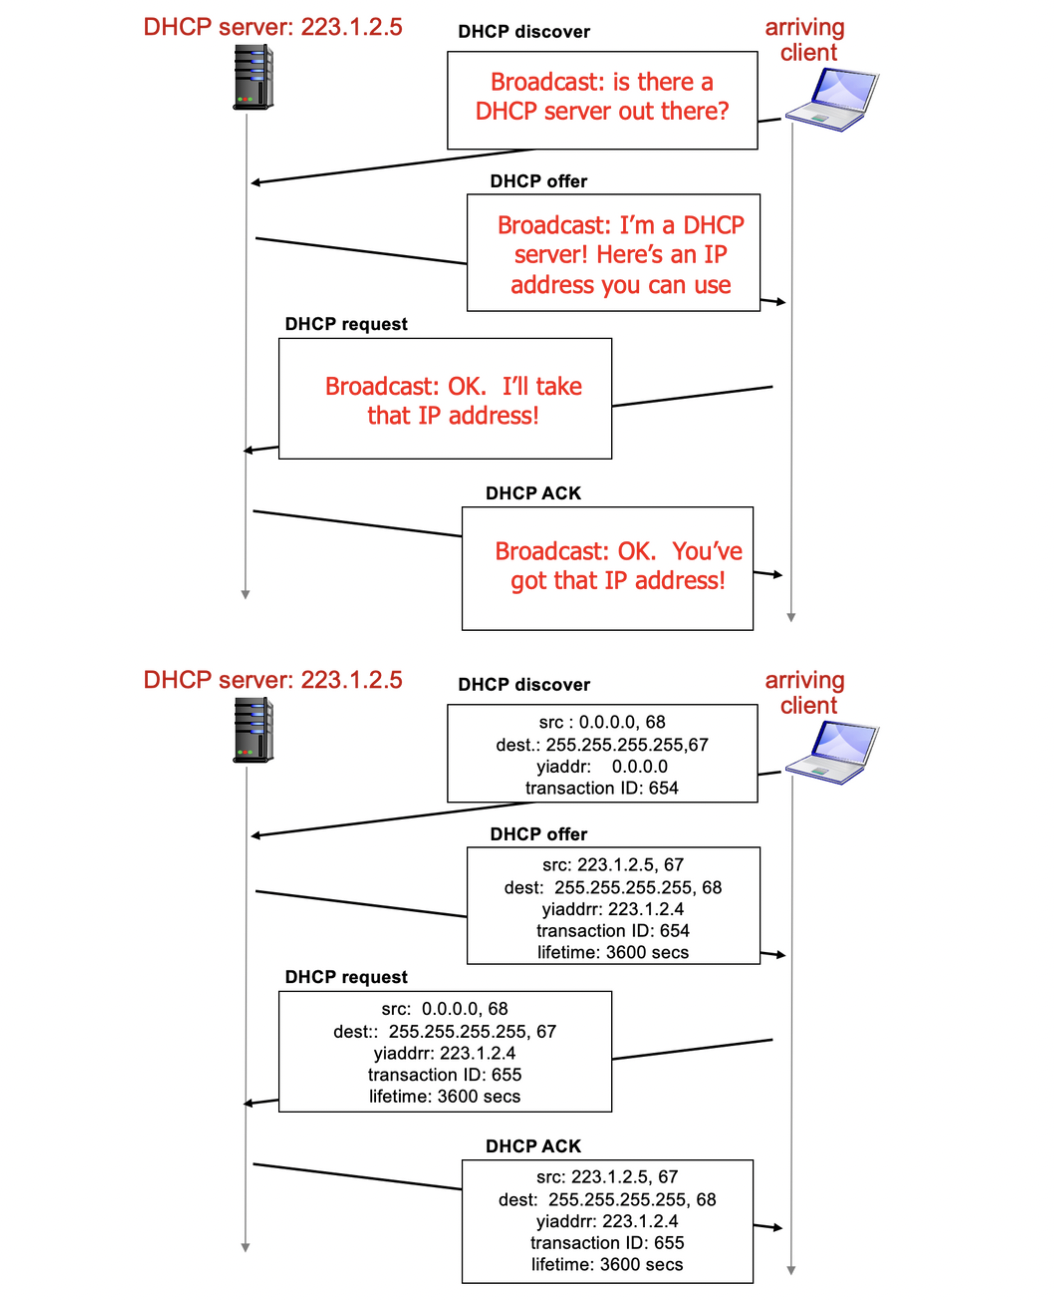 DHCP server: 223.1.2.5
arriving
client
DHCP discover
Broadcast: is there a
DHCP server out there?
DHCP offer
Broadcast: I’m a DHCP
server! Here’s an IP
address you can use
DHCP request
Broadcast: OK.  I’ll take
that IP address!
DHCP ACK
Broadcast: OK.  You’ve
got that IP address!
DHCP server: 223.1.2.5
arriving
client
DHCP discover
src : 0.0.0.0, 68
dest.: 255.255.255.255,67
yiaddr:    0.0.0.0
transaction ID: 654
DHCP offer
src: 223.1.2.5, 67
dest:  255.255.255.255, 68
yiaddrr: 223.1.2.4
transaction ID: 654
lifetime: 3600 secs
DHCP request
src:  0.0.0.0, 68
dest::  255.255.255.255, 67
yiaddrr: 223.1.2.4
transaction ID: 655
lifetime: 3600 secs
DHCP ACK
src: 223.1.2.5, 67
dest:  255.255.255.255, 68
yiaddrr: 223.1.2.4
transaction ID: 655
lifetime: 3600 secs